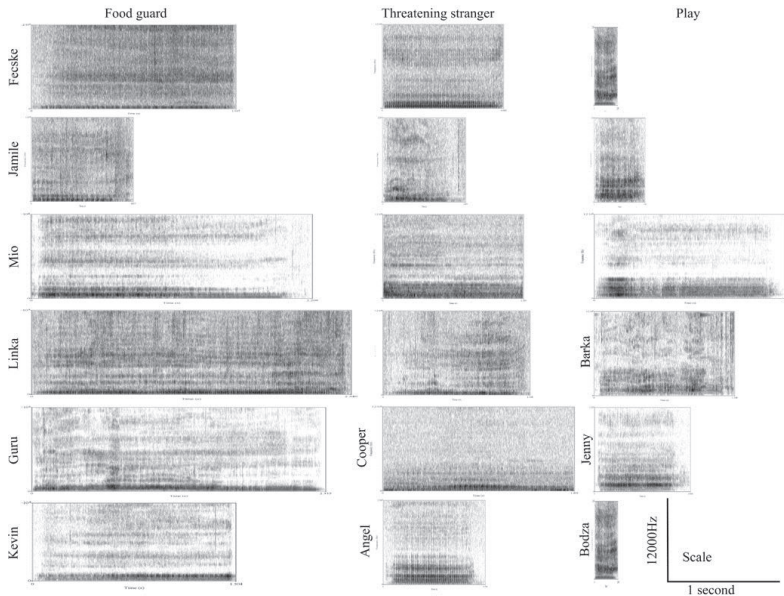 Food guard
Threatening stranger
Play
Fecske
Jamile
Mio
Linka
Barka
Guru
Cooper
Jenny
Kevin
Angel
Bodza
12000Hz
Scale
1 second